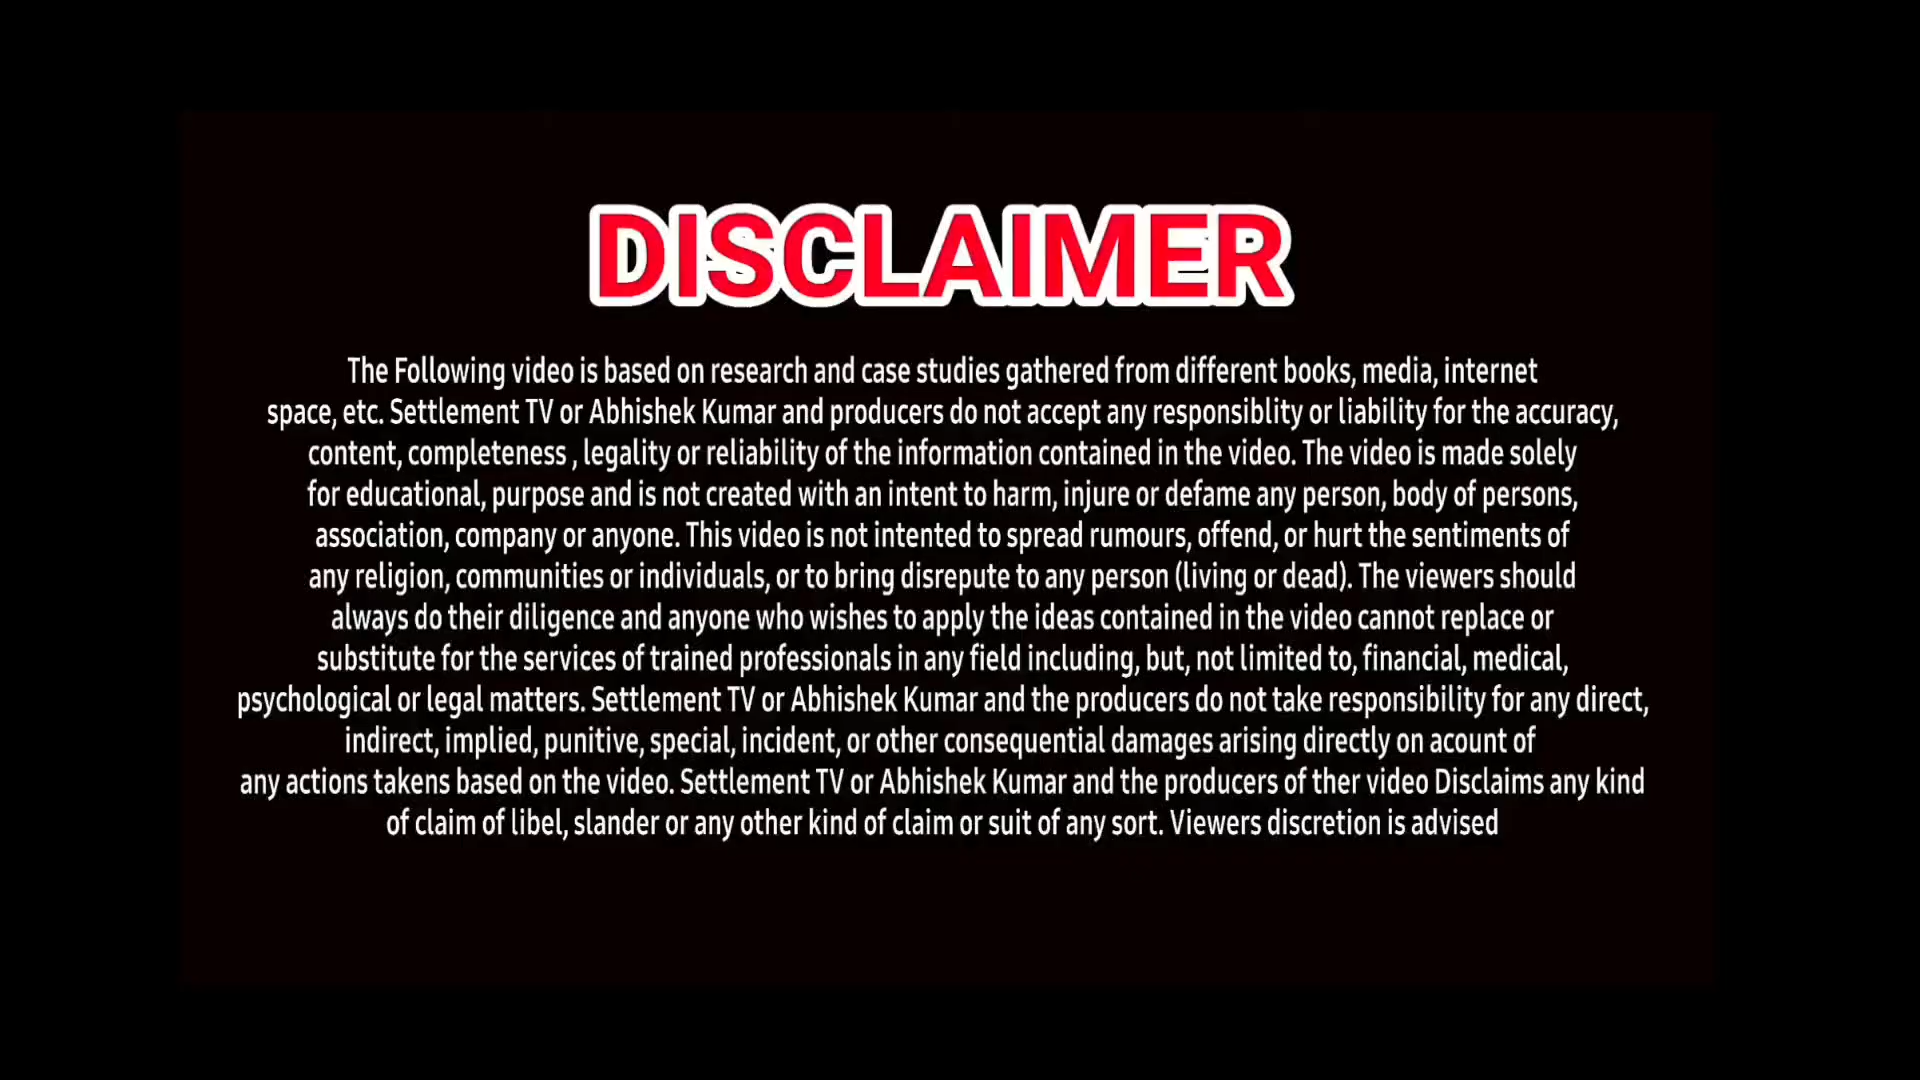 DISCLAIMER
The Following video is based on research and case studies gathered from different books, media, internet
space, etc. Settlement TV or Abhishek Kumar and producers do not accept any responsiblity or liability for the accuracy,
content, completeness , legality or reliability of the information contained in the video. The video is made solely
for educational, purpose and is not created with an intent to harm, injure or defame any person, body of persons,
association, company or anyone. This video is not intented to spread rumours, offend, or hurt the sentiments of
any religion, communities or individuals, or to bring disrepute to any person (living or dead). The viewers should
always do their diligence and anyone who wishes to apply the ideas contained in the video cannot replace or
substitute for the services of trained professionals in any field including, but, not limited to, financial, medical,
psychological or legal matters. Settlement TV or Abhishek Kumar and the producers do not take responsibility for any direct,
indirect, implied, punitive, special, incident, or other consequential damages arising directly on acount of
any actions takens based on the video. Settlement TV or Abhishek Kumar and the producers of ther video Disclaims any kind
of claim of libel, slander or any other kind of claim or suit of any sort. Viewers discretion is advised